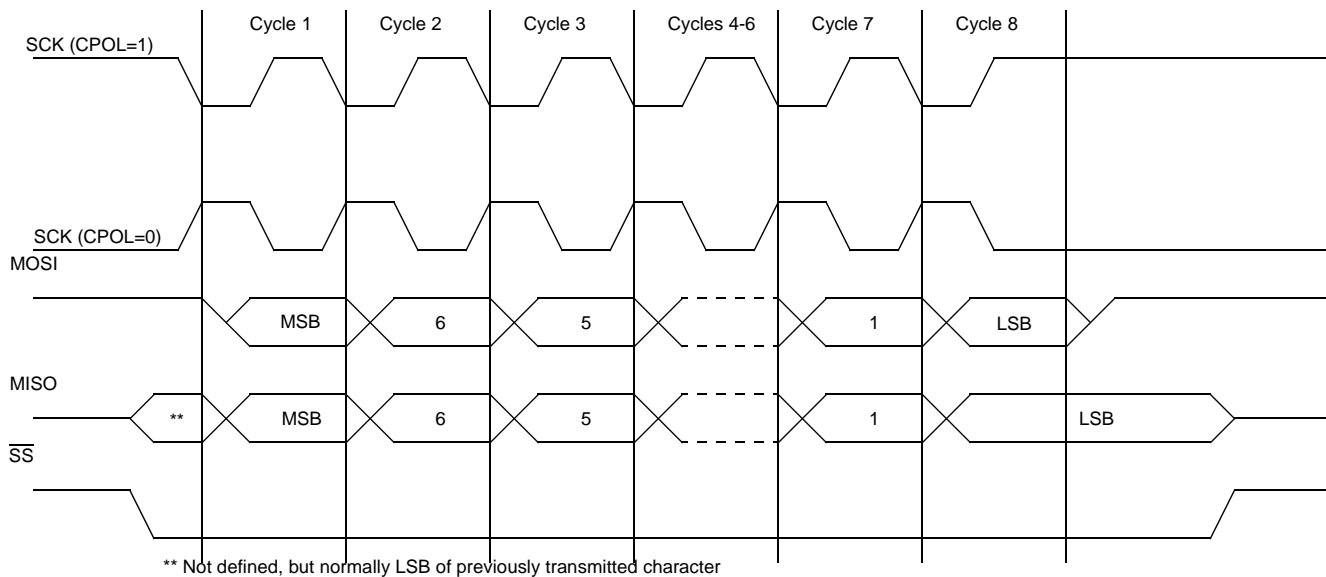 Cycle 1 Cycle 2 Cycle 3 Cycles 4-6 Cycle 7 Cycle 8
SCK (CPOL=1)
SCK (CPOL=0)
MOSI
MSB 6 5 1 LSB
MISO
** MSB 6 5 1 LSB
SS
** Not defined, but normally LSB of previously transmitted character